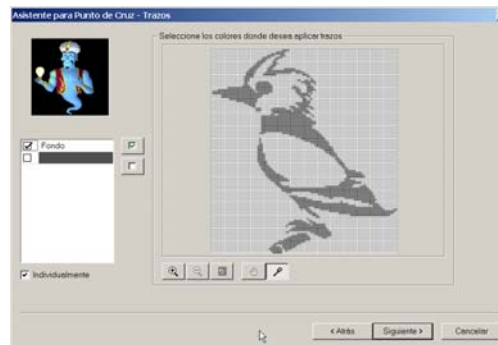 Asistente para Punto de Cruz - Trazos
Seleccione los colores donde desea aplicar trazos
Fondo
Individualmente
< Atrás
Siguiente >
Cancelar